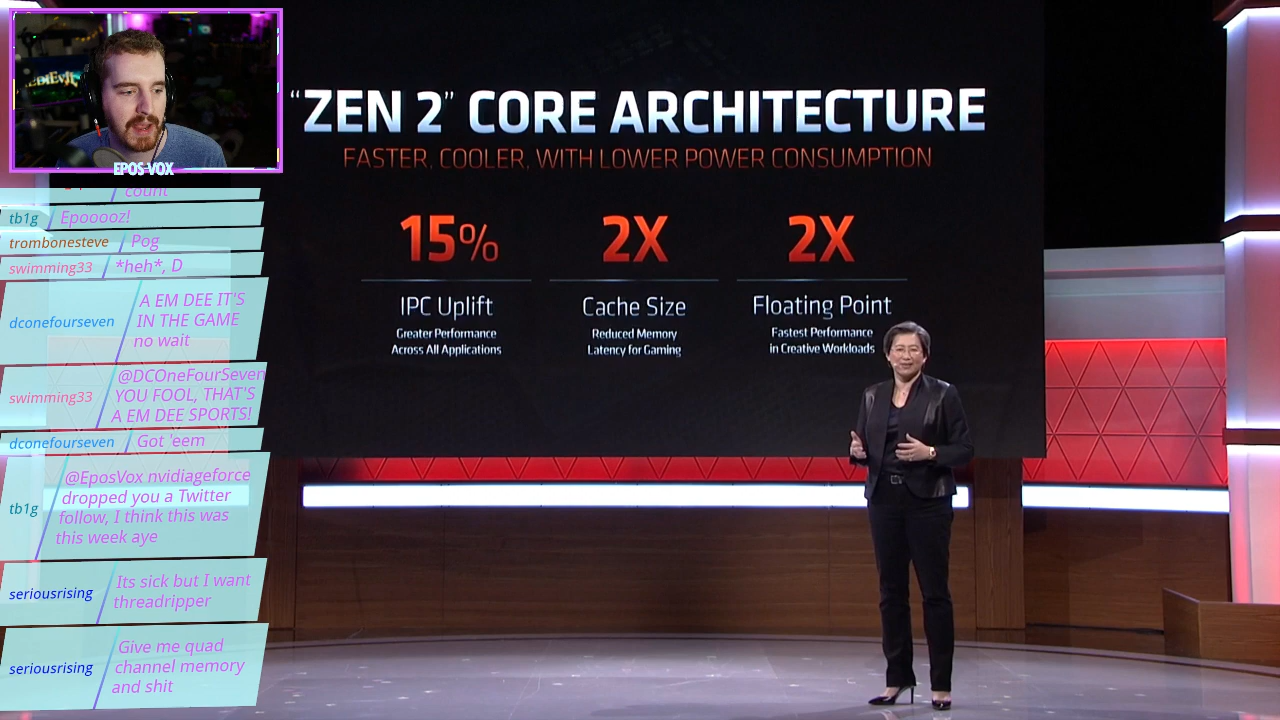 EPOS-VOX
"ZEN 2" CORE ARCHITECTURE
FASTER. COOLER. WITH LOWER POWER CONSUMPTION
15%
2X
2X
IPC Uplift
Cache Size
Floating Point
Greater Performance
Across All Applications
Reduced Memory
Latency for Gaming
Fastest Performance
in Creative Workloads
count
tb1g
Epooooz!
trombonesteve
Pog
swimming33
*heh*, D
dconefourseven
A EM DEE IT'S
IN THE GAME
no wait
swimming33
@DCOneFourSeven
YOU FOOL, THAT'S
A EM DEE SPORTS!
dconefourseven
Got 'eem
tb1g
@EposVox nvidiageforce
dropped you a Twitter
follow, I think this was
this week aye
seriousrising
Its sick but I want
threadripper
seriousrising
Give me quad
channel memory
and shit